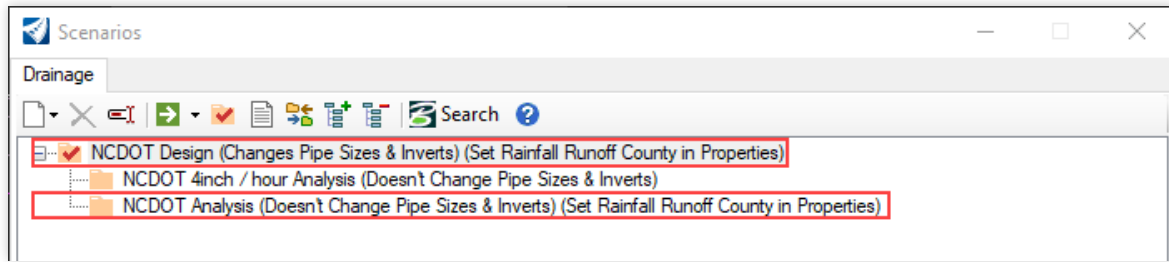 Scenarios
Drainage
Search
NCDOT Design (Changes Pipe Sizes & Inverts) (Set Rainfall Runoff County in Properties)
NCDOT 4inch / hour Analysis (Doesn't Change Pipe Sizes & Inverts)
NCDOT Analysis (Doesn't Change Pipe Sizes & Inverts) (Set Rainfall Runoff County in Properties)